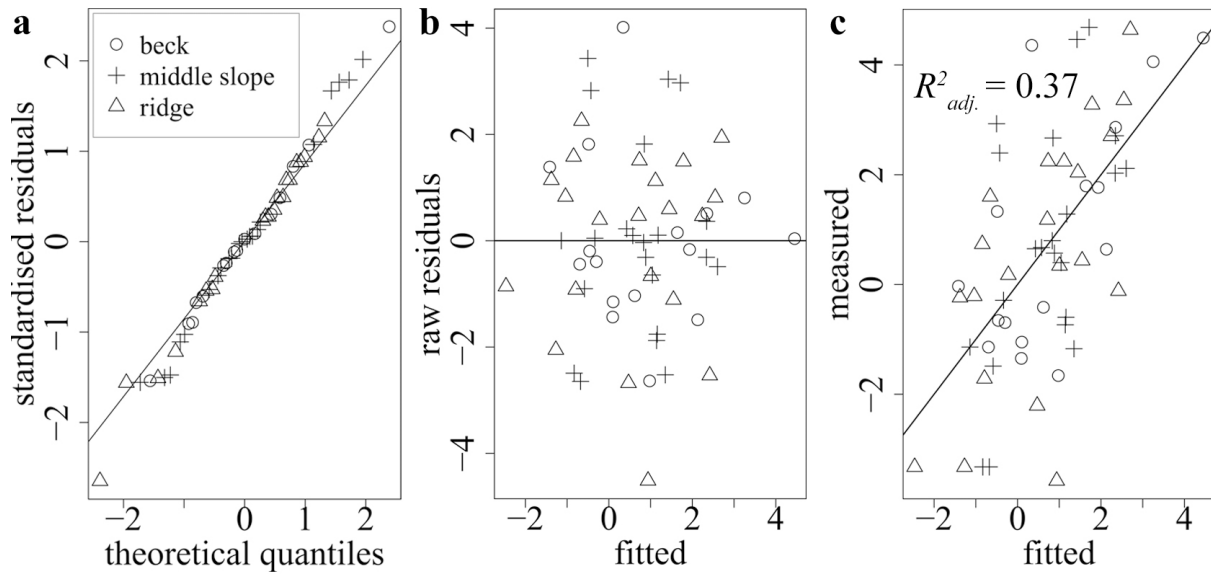 a
beck
middle slope
ridge
2
1
0
−1
−2
standardised residuals
−2
0
1
2
theoretical quantiles
b
4
2
0
−2
−4
raw residuals
−2
0
2
4
fitted
c
R²adj. = 0.37
4
2
0
−2
measured
−2
0
2
4
fitted